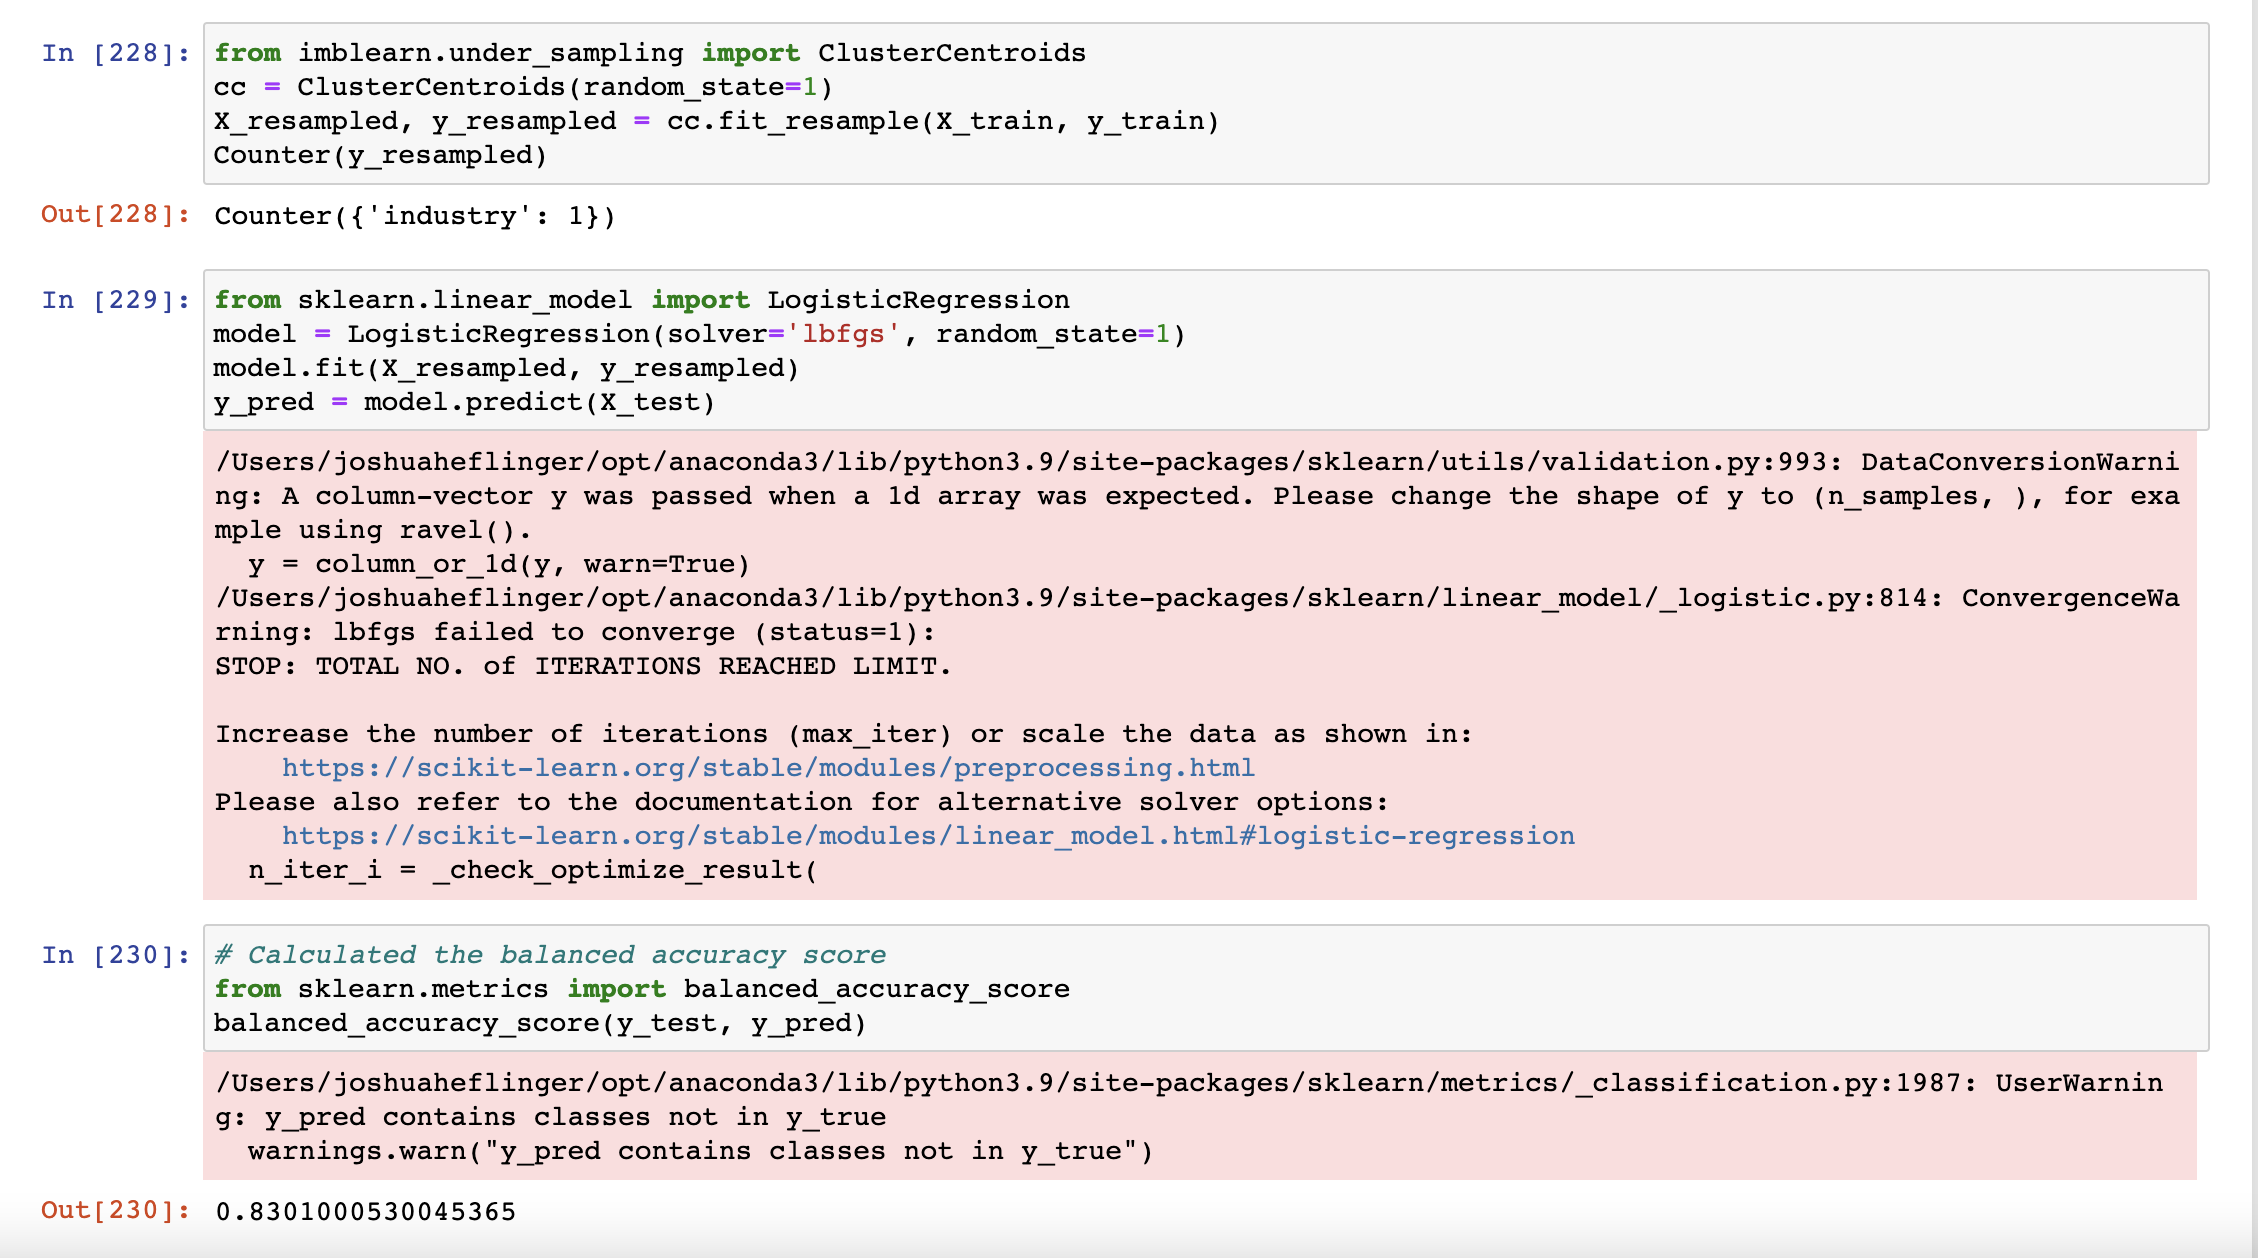 In [228]:
from imblearn.under_sampling import ClusterCentroids
cc = ClusterCentroids(random_state=1)
X_resampled, y_resampled = cc.fit_resample(X_train, y_train)
Counter(y_resampled)
Out[228]: Counter({'industry': 1})
In [229]:
from sklearn.linear_model import LogisticRegression
model = LogisticRegression(solver='lbfgs', random_state=1)
model.fit(X_resampled, y_resampled)
y_pred = model.predict(X_test)
/Users/joshuaheflinger/opt/anaconda3/lib/python3.9/site-packages/sklearn/utils/validation.py:993: DataConversionWarni
ng: A column-vector y was passed when a 1d array was expected. Please change the shape of y to (n_samples, ), for exa
mple using ravel().
  y = column_or_1d(y, warn=True)
/Users/joshuaheflinger/opt/anaconda3/lib/python3.9/site-packages/sklearn/linear_model/_logistic.py:814: ConvergenceWa
rning: lbfgs failed to converge (status=1):
STOP: TOTAL NO. of ITERATIONS REACHED LIMIT.
Increase the number of iterations (max_iter) or scale the data as shown in:
    https://scikit-learn.org/stable/modules/preprocessing.html
Please also refer to the documentation for alternative solver options:
    https://scikit-learn.org/stable/modules/linear_model.html#logistic-regression
  n_iter_i = _check_optimize_result(
In [230]:
# Calculated the balanced accuracy score
from sklearn.metrics import balanced_accuracy_score
balanced_accuracy_score(y_test, y_pred)
/Users/joshuaheflinger/opt/anaconda3/lib/python3.9/site-packages/sklearn/metrics/_classification.py:1987: UserWarnin
g: y_pred contains classes not in y_true
  warnings.warn("y_pred contains classes not in y_true")
Out[230]: 0.8301000530045365